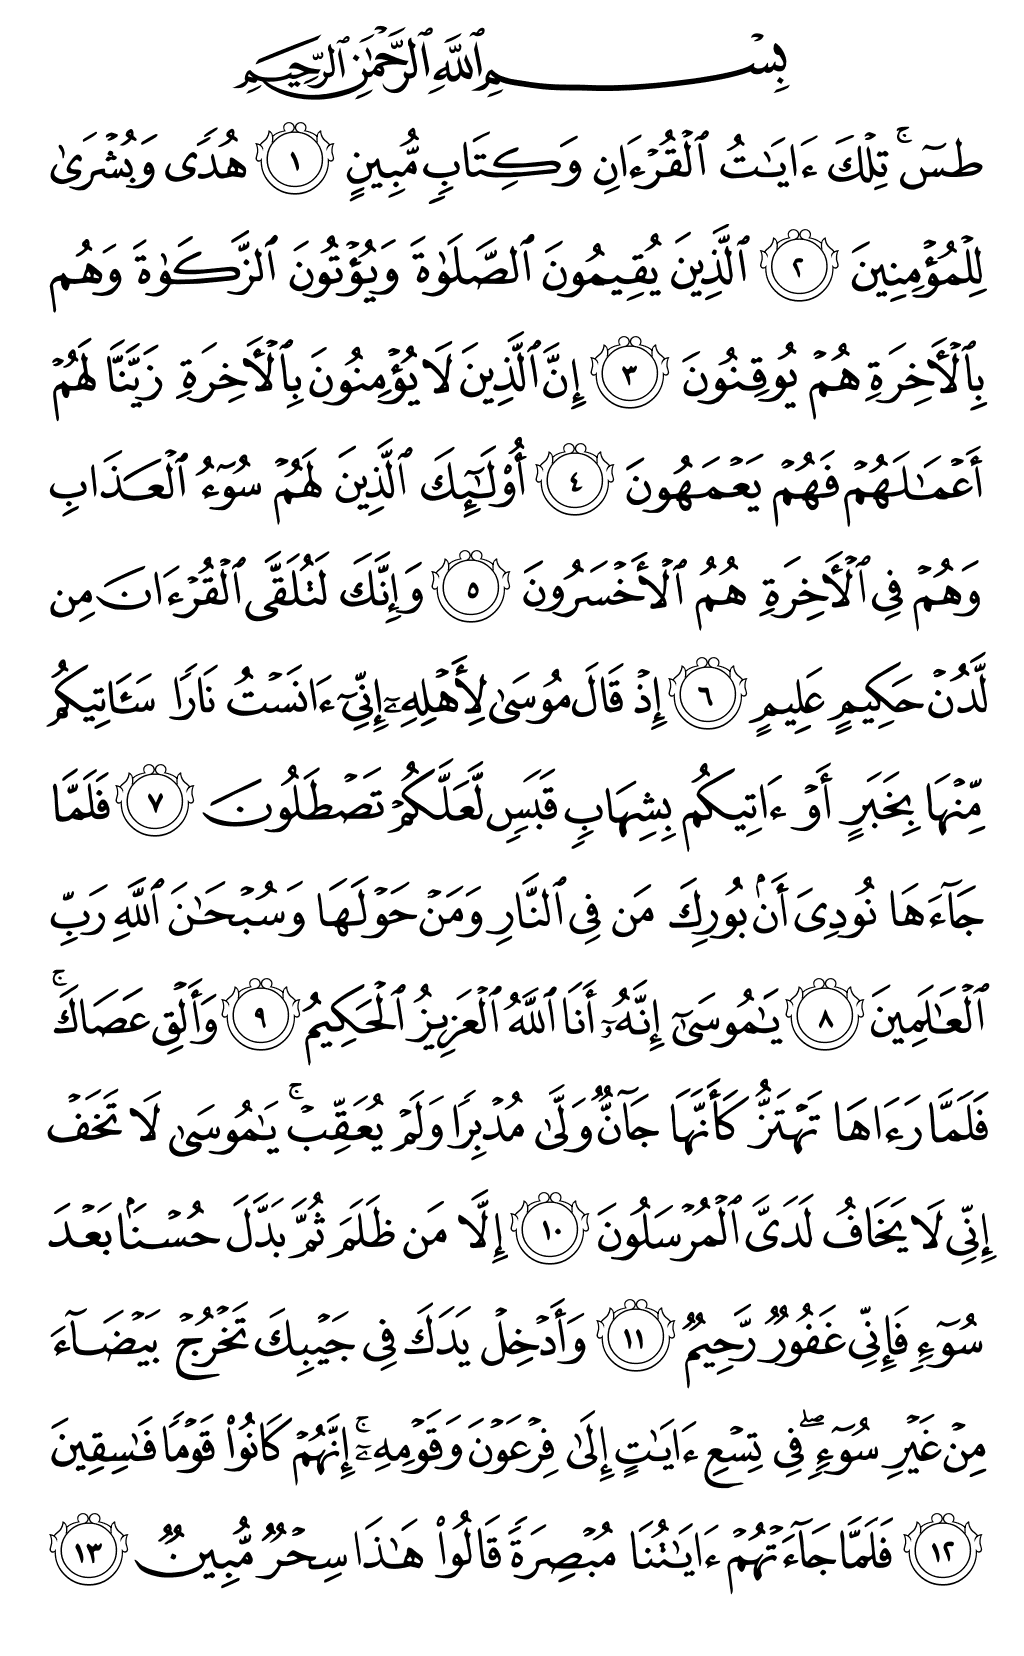 بِسْمِ ٱللَّهِ ٱلرَّحْمَٰنِ ٱلرَّحِيمِ
طسٓۚ تِلْكَ ءَايَٰتُ ٱلْقُرْءَانِ وَكِتَابٍ مُّبِينٍ ١ هُدًى وَبُشْرَىٰ
لِلْمُؤْمِنِينَ ٢ ٱلَّذِينَ يُقِيمُونَ ٱلصَّلَوٰةَ وَيُؤْتُونَ ٱلزَّكَوٰةَ وَهُم
بِٱلْأَخِرَةِ هُمْ يُوقِنُونَ ٣ إِنَّ ٱلَّذِينَ لَا يُؤْمِنُونَ بِٱلْأَخِرَةِ زَيَّنَّا لَهُمْ
أَعْمَٰلَهُمْ فَهُمْ يَعْمَهُونَ ٤ أُو۟لَٰٓئِكَ ٱلَّذِينَ لَهُمْ سُوٓءُ ٱلْعَذَابِ
وَهُمْ فِى ٱلْأَخِرَةِ هُمُ ٱلْأَخْسَرُونَ ٥ وَإِنَّكَ لَتُلَقَّى ٱلْقُرْءَانَ مِن
لَّدُنْ حَكِيمٍ عَلِيمٍ ٦ إِذْ قَالَ مُوسَىٰ لِأَهْلِهِۦٓ إِنِّىٓ ءَانَسْتُ نَارًا سَـَٔاتِيكُم
مِّنْهَا بِخَبَرٍ أَوْ ءَاتِيكُم بِشِهَابٍ قَبَسٍ لَّعَلَّكُمْ تَصْطَلُونَ ٧ فَلَمَّا
جَآءَهَا نُودِىَ أَنۢ بُورِكَ مَن فِى ٱلنَّارِ وَمَنْ حَوْلَهَا وَسُبْحَٰنَ ٱللَّهِ رَبِّ
ٱلْعَٰلَمِينَ ٨ يَٰمُوسَىٰٓ إِنَّهُۥٓ أَنَا ٱللَّهُ ٱلْعَزِيزُ ٱلْحَكِيمُ ٩ وَأَلْقِ عَصَاكَۚ
فَلَمَّا رَءَاهَا تَهْتَزُّ كَأَنَّهَا جَآنٌّ وَلَّىٰ مُدْبِرًا وَلَمْ يُعَقِّبْۚ يَٰمُوسَىٰ لَا تَخَفْ
إِنِّى لَا يَخَافُ لَدَىَّ ٱلْمُرْسَلُونَ ١٠ إِلَّا مَن ظَلَمَ ثُمَّ بَدَّلَ حُسْنًۢا بَعْدَ
سُوٓءٍ فَإِنِّى غَفُورٌ رَّحِيمٌ ١١ وَأَدْخِلْ يَدَكَ فِى جَيْبِكَ تَخْرُجْ بَيْضَآءَ
مِنْ غَيْرِ سُوٓءٍۖ فِى تِسْعِ ءَايَٰتٍ إِلَىٰ فِرْعَوْنَ وَقَوْمِهِۦٓۚ إِنَّهُمْ كَانُوا۟ قَوْمًا فَٰسِقِينَ
١٢ فَلَمَّا جَآءَتْهُمْ ءَايَٰتُنَا مُبْصِرَةً قَالُوا۟ هَٰذَا سِحْرٌ مُّبِينٌ ١٣